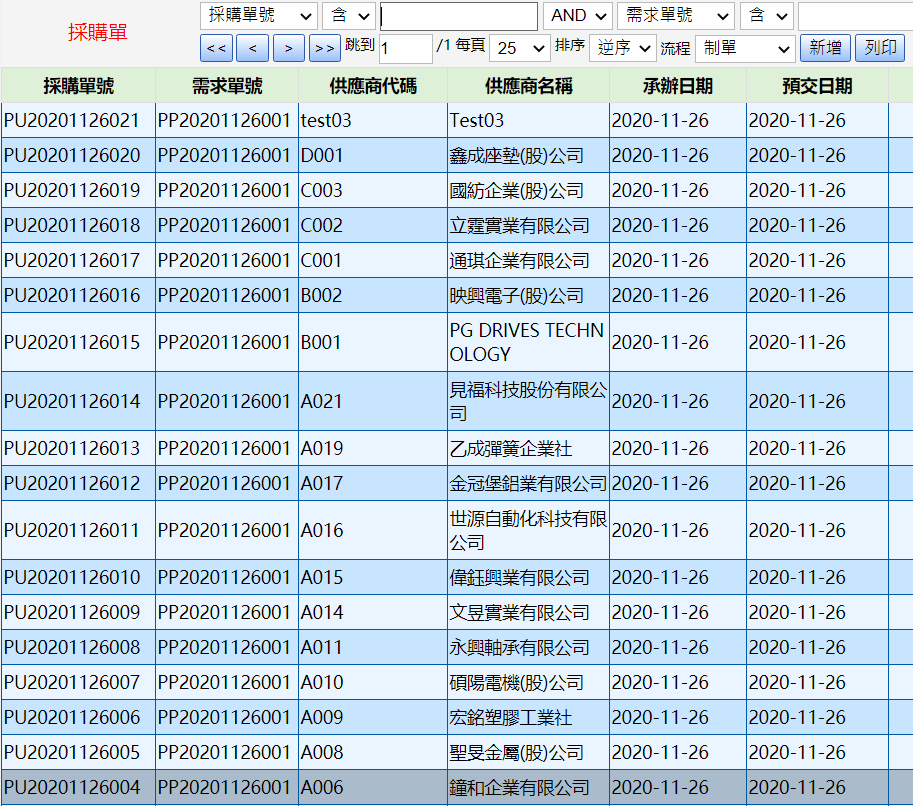 採購單
採購單號 含 AND 需求單號 含
<< < > >> 跳到 1 /1 每頁 25 排序 逆序 流程 制單 新增 列印
採購單號 需求單號 供應商代碼 供應商名稱 承辦日期 預交日期
PU20201126021 PP20201126001 test03 Test03 2020-11-26 2020-11-26
PU20201126020 PP20201126001 D001 鑫成座墊(股)公司 2020-11-26 2020-11-26
PU20201126019 PP20201126001 C003 國紡企業(股)公司 2020-11-26 2020-11-26
PU20201126018 PP20201126001 C002 立霆實業有限公司 2020-11-26 2020-11-26
PU20201126017 PP20201126001 C001 通琪企業有限公司 2020-11-26 2020-11-26
PU20201126016 PP20201126001 B002 映興電子(股)公司 2020-11-26 2020-11-26
PU20201126015 PP20201126001 B001 PG DRIVES TECHN
OLOGY 2020-11-26 2020-11-26
PU20201126014 PP20201126001 A021 見福科技股份有限公
司 2020-11-26 2020-11-26
PU20201126013 PP20201126001 A019 乙成彈簧企業社 2020-11-26 2020-11-26
PU20201126012 PP20201126001 A017 金冠堡鋁業有限公司 2020-11-26 2020-11-26
PU20201126011 PP20201126001 A016 世源自動化科技有限
公司 2020-11-26 2020-11-26
PU20201126010 PP20201126001 A015 偉鈺興業有限公司 2020-11-26 2020-11-26
PU20201126009 PP20201126001 A014 文昱實業有限公司 2020-11-26 2020-11-26
PU20201126008 PP20201126001 A011 永興軸承有限公司 2020-11-26 2020-11-26
PU20201126007 PP20201126001 A010 碩陽電機(股)公司 2020-11-26 2020-11-26
PU20201126006 PP20201126001 A009 宏銘塑膠工業社 2020-11-26 2020-11-26
PU20201126005 PP20201126001 A008 聖旻金屬(股)公司 2020-11-26 2020-11-26
PU20201126004 PP20201126001 A006 鐘和企業有限公司 2020-11-26 2020-11-26